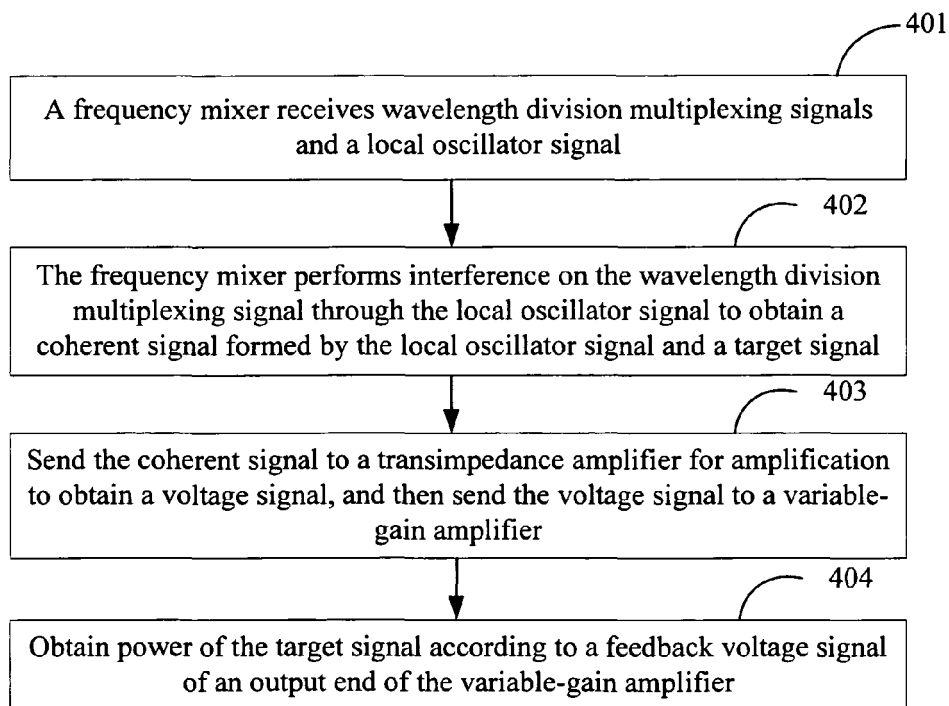 401
A frequency mixer receives wavelength division multiplexing signals
and a local oscillator signal
402
The frequency mixer performs interference on the wavelength division
multiplexing signal through the local oscillator signal to obtain a
coherent signal formed by the local oscillator signal and a target signal
403
Send the coherent signal to a transimpedance amplifier for amplification
to obtain a voltage signal, and then send the voltage signal to a variable-
gain amplifier
404
Obtain power of the target signal according to a feedback voltage signal
of an output end of the variable-gain amplifier